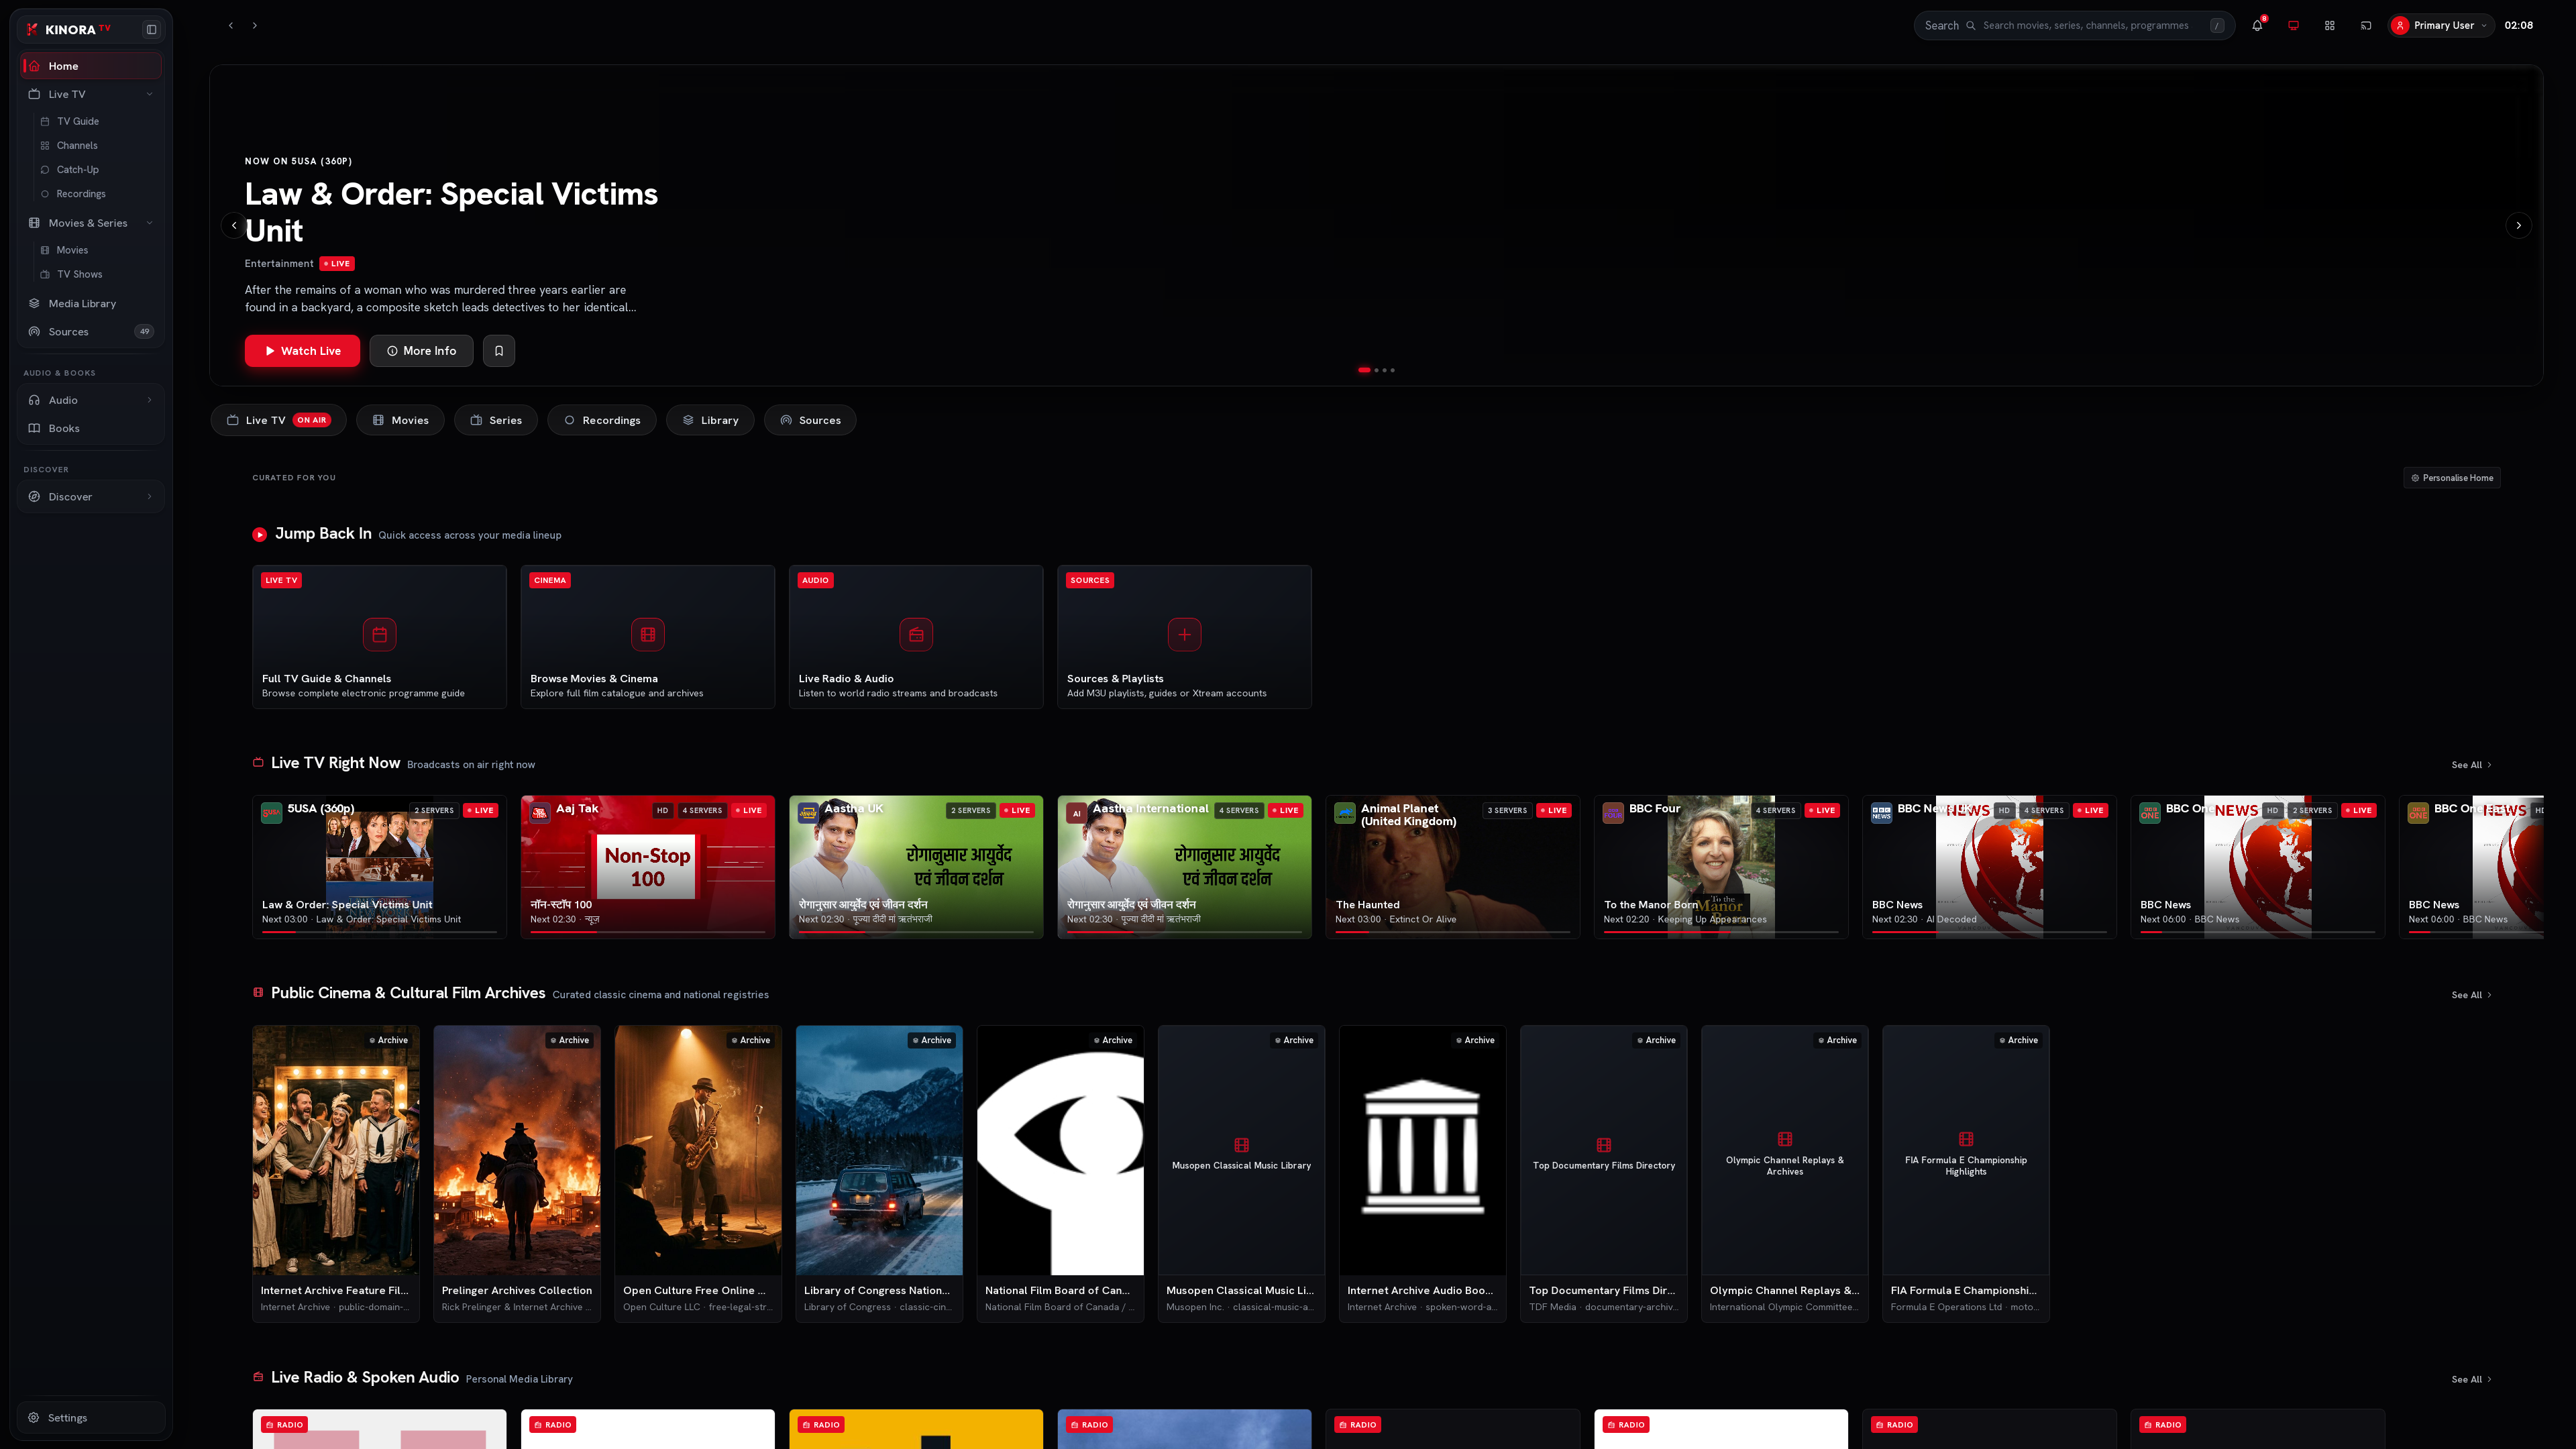 KINORA TV
Home
Live TV
TV Guide
Channels
Catch-Up
Recordings
Movies & Series
Movies
TV Shows
Media Library
Sources 49
AUDIO & BOOKS
Audio
Books
DISCOVER
Discover
Settings
Search Search movies, series, channels, programmes /
8
Primary User
02:08
NOW ON 5USA (360P)
Law & Order: Special Victims
Unit
Entertainment LIVE
After the remains of a woman who was murdered three years earlier are
found in a backyard, a composite sketch leads detectives to her identical...
Watch Live More Info
Live TV ON AIR Movies Series Recordings Library Sources
CURATED FOR YOU
Personalise Home
Jump Back In Quick access across your media lineup
LIVE TV
Full TV Guide & Channels
Browse complete electronic programme guide
CINEMA
Browse Movies & Cinema
Explore full film catalogue and archives
AUDIO
Live Radio & Audio
Listen to world radio streams and broadcasts
SOURCES
Sources & Playlists
Add M3U playlists, guides or Xtream accounts
Live TV Right Now Broadcasts on air right now
See All
5USA (360p) 2 SERVERS LIVE
Law & Order: Special Victims Unit
Next 03:00 · Law & Order: Special Victims Unit
Aaj Tak HD 4 SERVERS LIVE
Non-Stop
100
नॉन-स्टॉप 100
Next 02:30 · न्यूज़
Aastha UK 2 SERVERS LIVE
रोगानुसार आयुर्वेद
एवं जीवन दर्शन
रोगानुसार आयुर्वेद एवं जीवन दर्शन
Next 02:30 · पूज्या दीदी मां ऋतंभराजी
AI Aastha International 4 SERVERS LIVE
रोगानुसार आयुर्वेद
एवं जीवन दर्शन
रोगानुसार आयुर्वेद एवं जीवन दर्शन
Next 02:30 · पूज्या दीदी मां ऋतंभराजी
Animal Planet
(United Kingdom)
3 SERVERS LIVE
The Haunted
Next 03:00 · Extinct Or Alive
BBC Four 4 SERVERS LIVE
To the
Manor
To the Manor Born
Next 02:20 · Keeping Up Appearances
BBC News UK HD 4 SERVERS LIVE
NEWS
BBC News
Next 02:30 · AI Decoded
BBC One HD 2 SERVERS LIVE
NEWS
BBC News
Next 06:00 · BBC News
BBC One HD
NEWS
BBC News
Next 06:00 · BBC News
Public Cinema & Cultural Film Archives Curated classic cinema and national registries
See All
Archive
Internet Archive Feature Fil...
Internet Archive · public-domain-...
Archive
Prelinger Archives Collection
Rick Prelinger & Internet Archive ...
Archive
Open Culture Free Online ...
Open Culture LLC · free-legal-str...
Archive
Library of Congress Nation...
Library of Congress · classic-cin...
Archive
National Film Board of Can...
National Film Board of Canada / ...
Archive
Musopen Classical Music Library
Musopen Classical Music Li...
Musopen Inc. · classical-music-a...
Archive
Internet Archive Audio Boo...
Internet Archive · spoken-word-a...
Archive
Top Documentary Films Directory
Top Documentary Films Dir...
TDF Media · documentary-archiv...
Archive
Olympic Channel Replays &
Archives
Olympic Channel Replays &...
International Olympic Committee...
Archive
FIA Formula E Championship
Highlights
FIA Formula E Championshi...
Formula E Operations Ltd · moto...
Live Radio & Spoken Audio Personal Media Library
See All
RADIO
RADIO
RADIO
RADIO
RADIO
RADIO
RADIO
RADIO